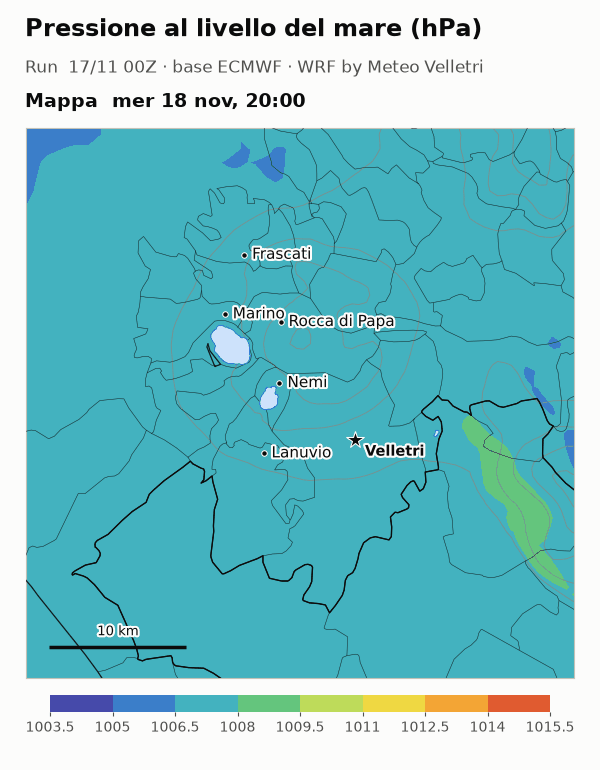 Pressione al livello del mare (hPa)
Run  17/11 00Z · base ECMWF · WRF by Meteo Velletri
Mappa  mer 18 nov, 20:00
Frascati
Marino
Rocca di Papa
Nemi
Velletri
Lanuvio
10 km
1003.5 1005 1006.5 1008 1009.5 1011 1012.5 1014 1015.5